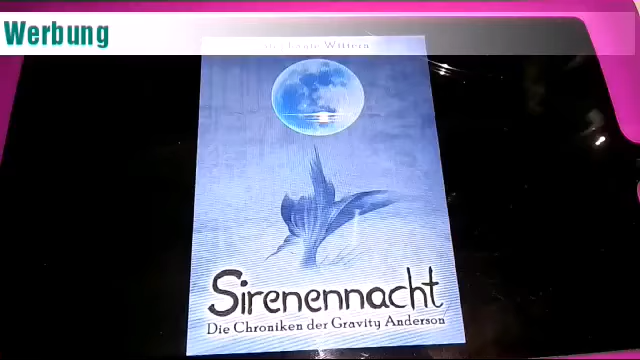 Werbung
Sirenennacht
Die Chroniken der Gravity Anderson